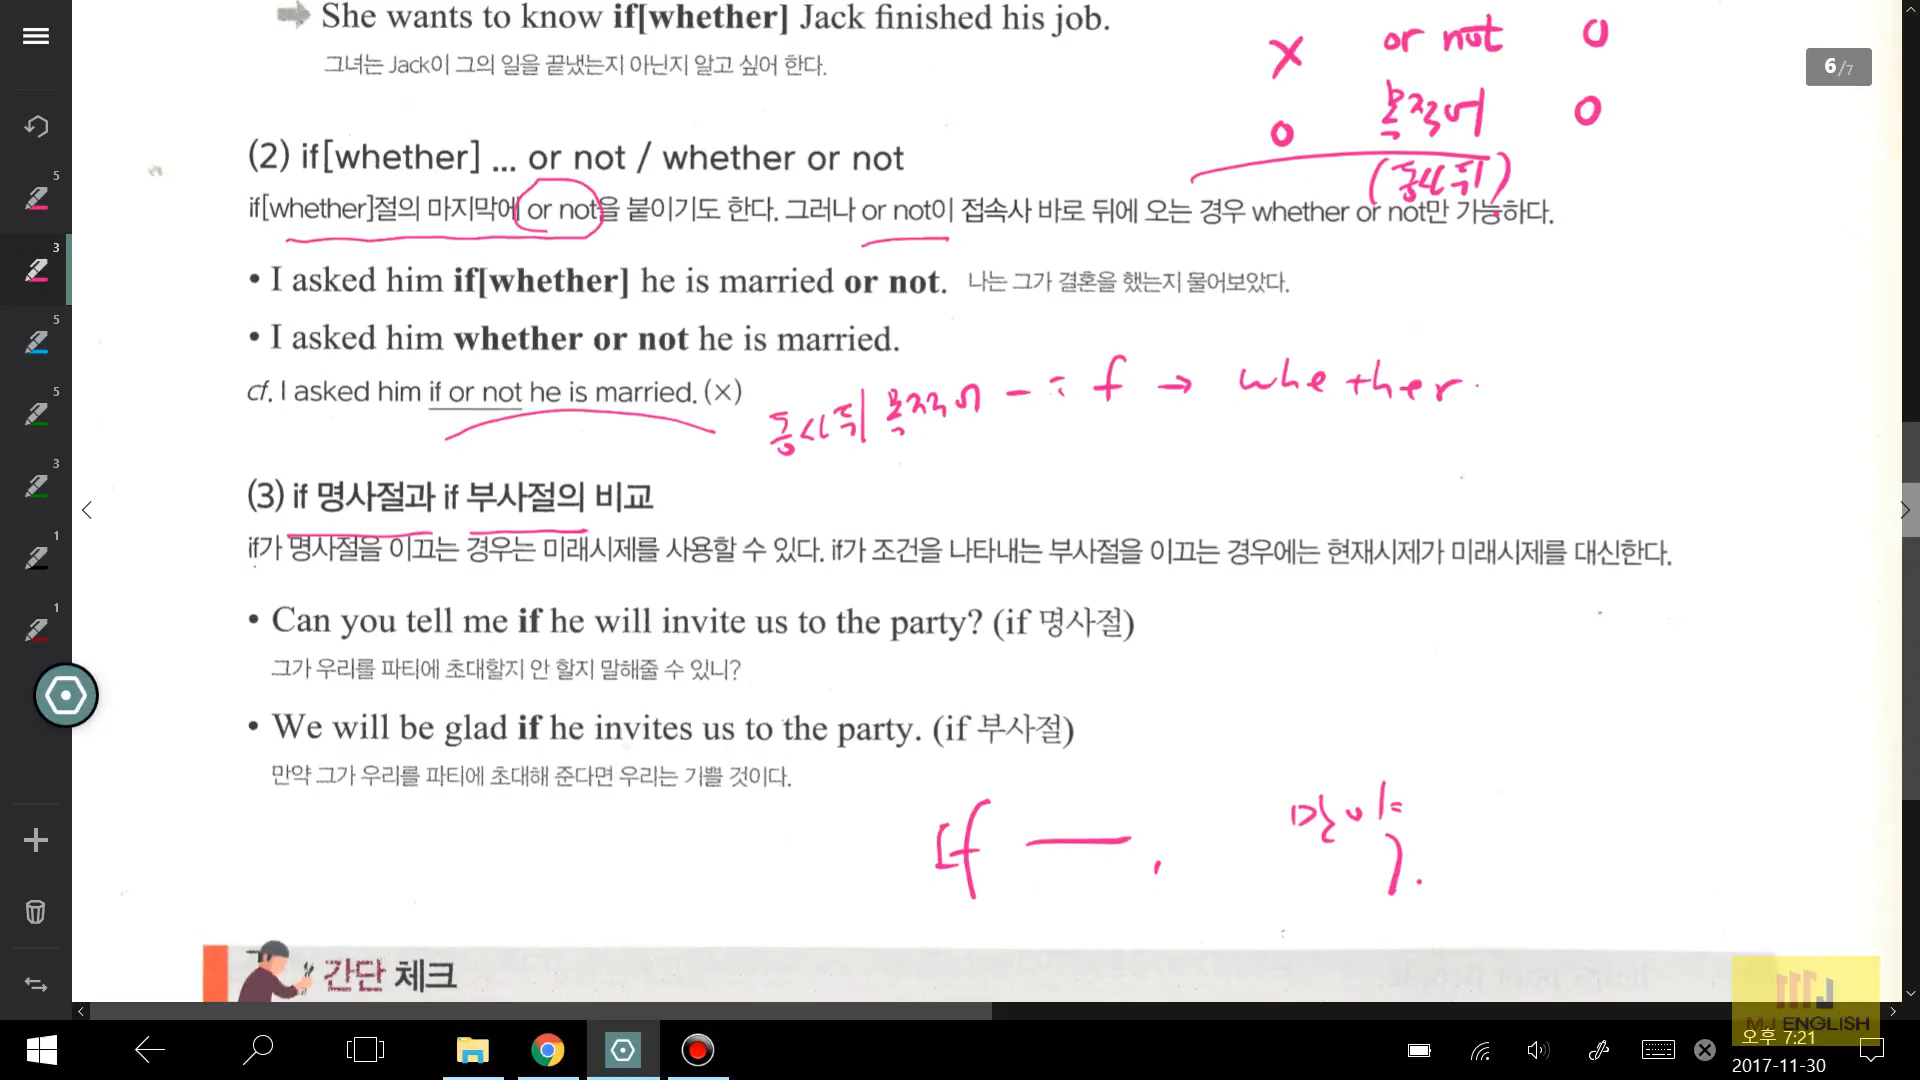 She wants to know if[whether] Jack finished his job.
그녀는 Jack이 그의 일을 끝냈는지 아닌지 알고 싶어 한다.
X or not O
O 목적어 O
(동사 뒤)
6/7
(2) if[whether] ... or not / whether or not
if[whether]절의 마지막에 or not을 붙이기도 한다. 그러나 or not이 접속사 바로 뒤에 오는 경우 whether or not만 가능하다.
• I asked him if[whether] he is married or not. 나는 그가 결혼을 했는지 물어보았다.
• I asked him whether or not he is married.
cf. I asked him if or not he is married. (×)
동사 뒤 목적어 - if → whether.
(3) if 명사절과 if 부사절의 비교
if가 명사절을 이끄는 경우는 미래시제를 사용할 수 있다. if가 조건을 나타내는 부사절을 이끄는 경우에는 현재시제가 미래시제를 대신한다.
• Can you tell me if he will invite us to the party? (if 명사절)
그가 우리를 파티에 초대할지 안 할지 말해줄 수 있니?
• We will be glad if he invites us to the party. (if 부사절)
만약 그가 우리를 파티에 초대해 준다면 우리는 기쁠 것이다.
If — , 만약
간단 체크
5
3
5
5
3
1
1
MJ ENGLISH
오후 7:21
2017-11-30